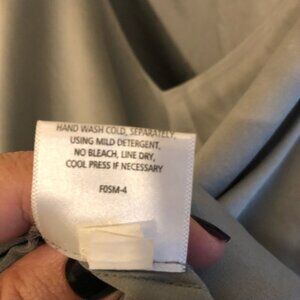 HAND WASH COLD, SEPARATELY,
USING MILD DETERGENT,
NO BLEACH, LINE DRY,
COOL PRESS IF NECESSARY
F0SM-4